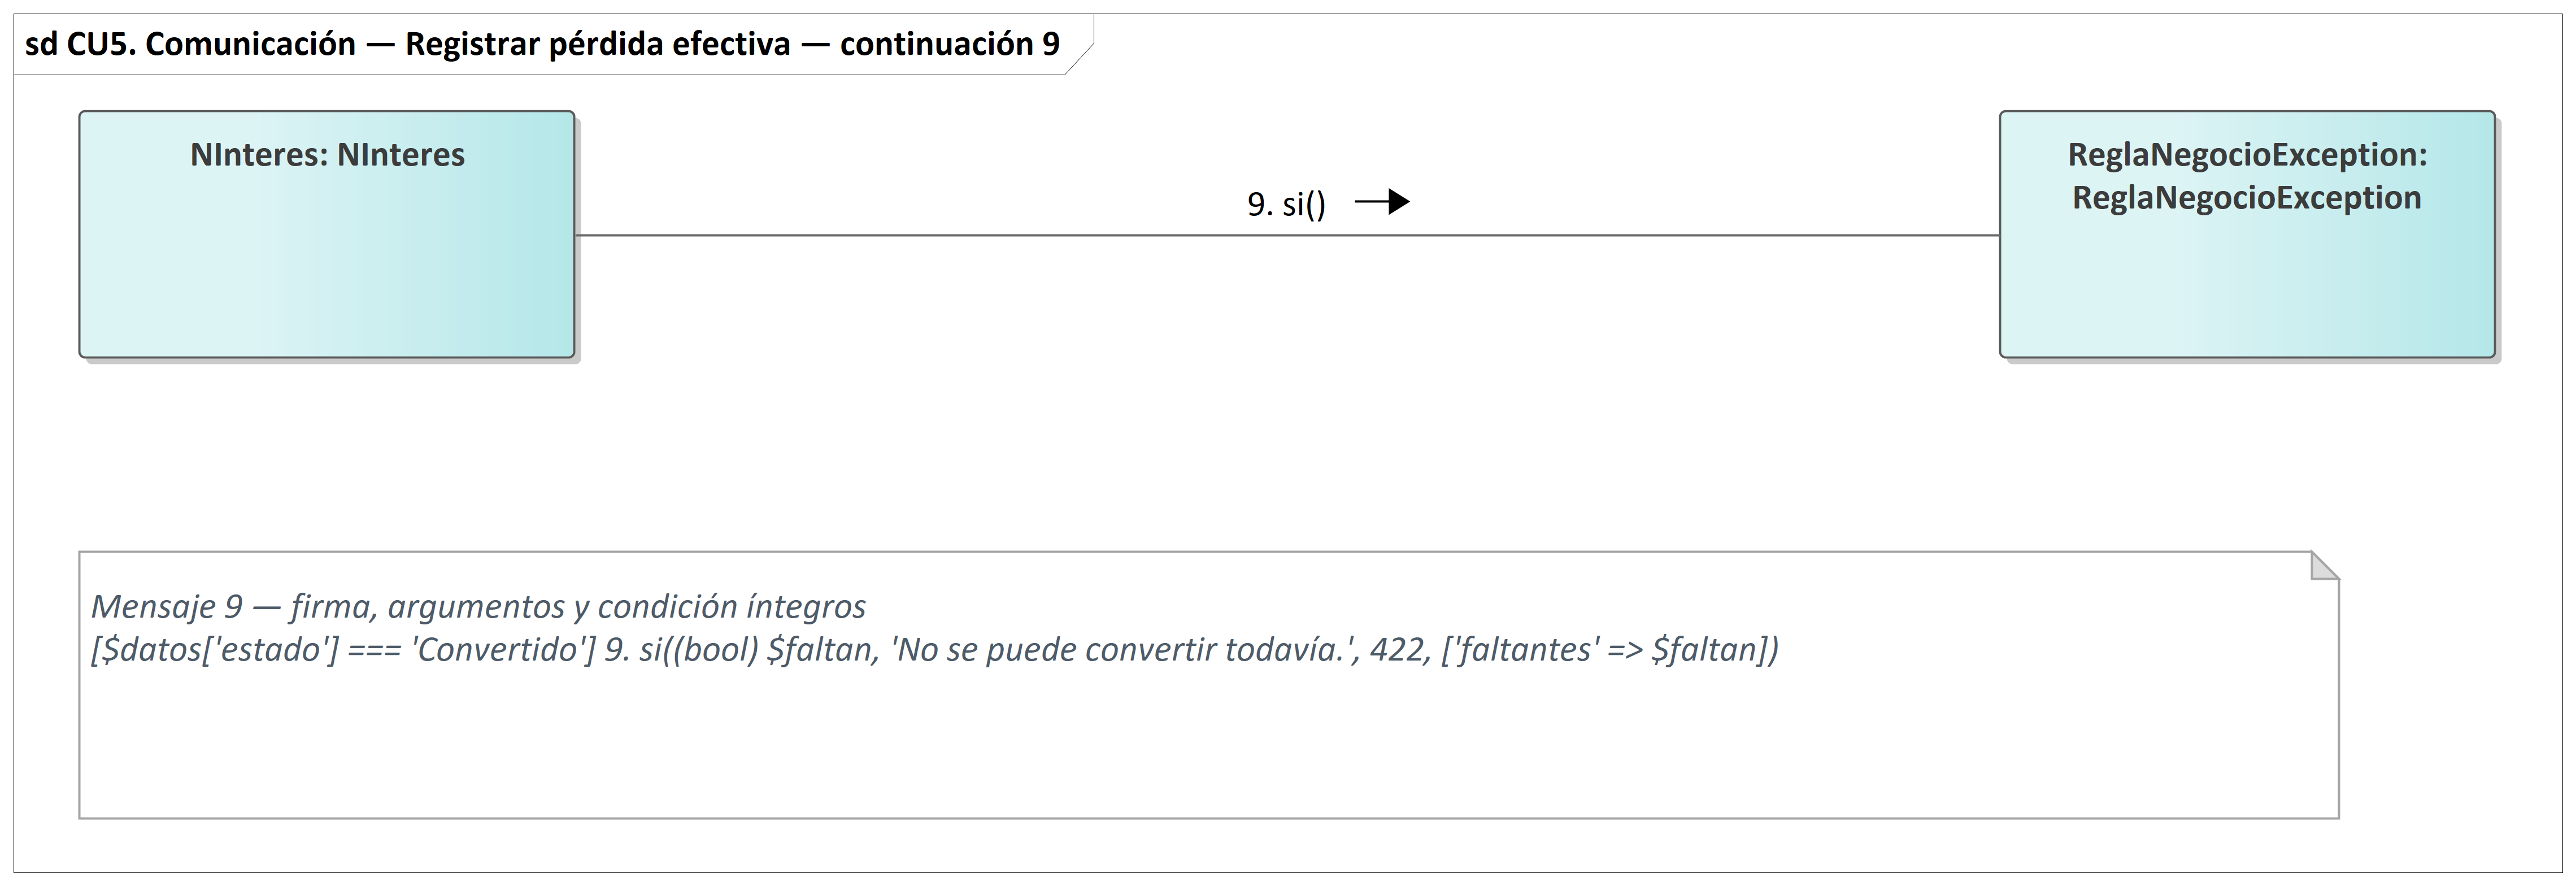 sd CU5. Comunicación — Registrar pérdida efectiva — continuación 9
NInteres: NInteres
9. si()
ReglaNegocioException:
ReglaNegocioException
Mensaje 9 — firma, argumentos y condición íntegros
[$datos['estado'] === 'Convertido'] 9. si((bool) $faltan, 'No se puede convertir todavía.', 422, ['faltantes' => $faltan])